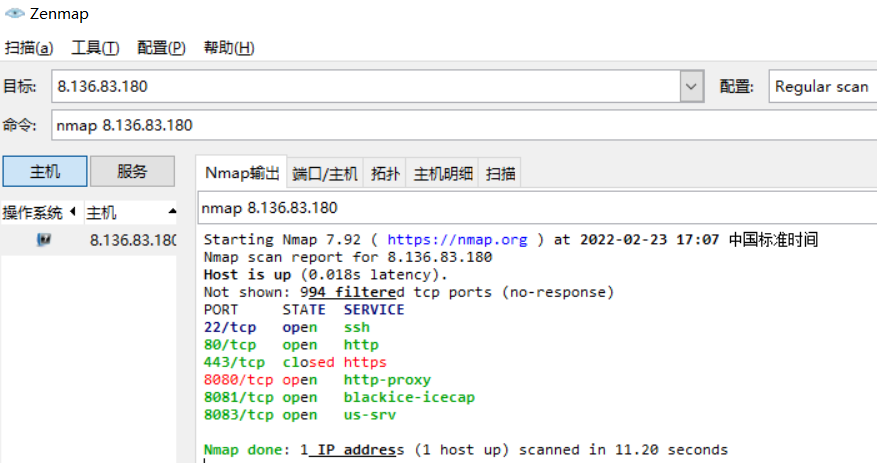 Zenmap
扫描(a) 工具(T) 配置(P) 帮助(H)
目标: 8.136.83.180 配置: Regular scan
命令: nmap 8.136.83.180
主机 服务 Nmap输出 端口/主机 拓扑 主机明细 扫描
操作系统 主机 nmap 8.136.83.180
8.136.83.180
Starting Nmap 7.92 ( https://nmap.org ) at 2022-02-23 17:07 中国标准时间
Nmap scan report for 8.136.83.180
Host is up (0.018s latency).
Not shown: 994 filtered tcp ports (no-response)
PORT STATE SERVICE
22/tcp open ssh
80/tcp open http
443/tcp closed https
8080/tcp open http-proxy
8081/tcp open blackice-icecap
8083/tcp open us-srv
Nmap done: 1 IP address (1 host up) scanned in 11.20 seconds